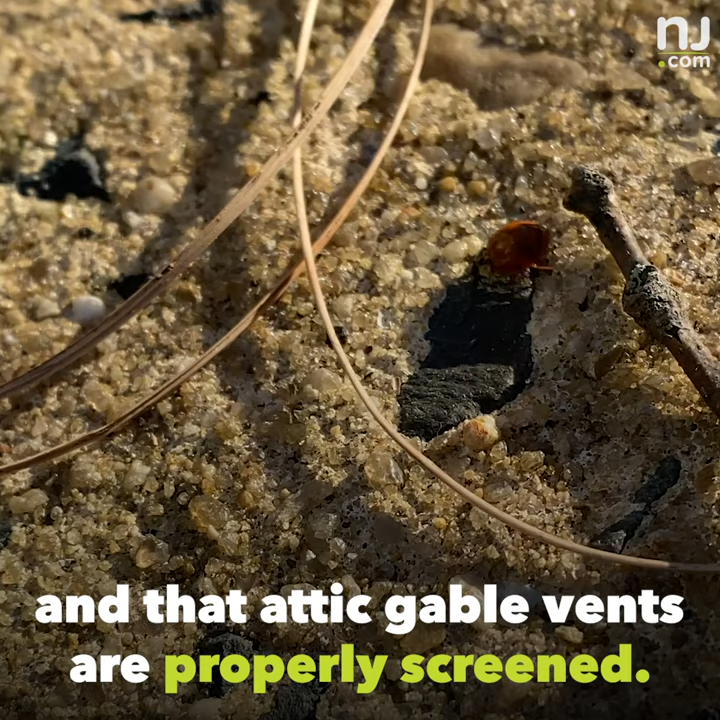 nj
.com
and that attic gable vents
are properly screened.